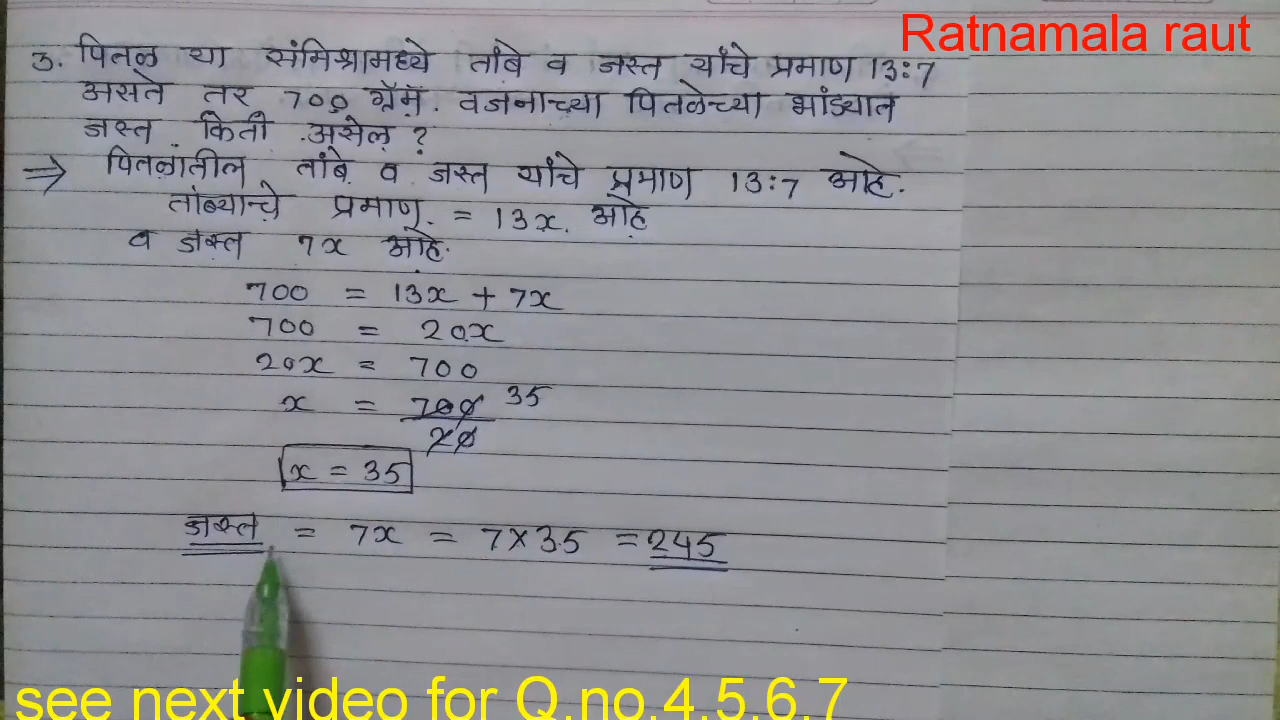 Ratnamala raut
3. पितळ या संमिश्रामध्ये तांबे व जस्त यांचे प्रमाण 13:7
असते तर 700 ग्रॅम. वजनाच्या पितळेच्या भांड्यात
जस्त किती असेल ?
⇒ पितळातील तांबे व जस्त यांचे प्रमाण 13:7 आहे.
तांब्याचे प्रमाण = 13x. आहे
व जस्त 7x आहे.
700 = 13x + 7x
700 = 20x
20x = 700
x = 700/20 35
x = 35
जस्त = 7x = 7×35 = 245
see next video for Q.no.4,5,6,7